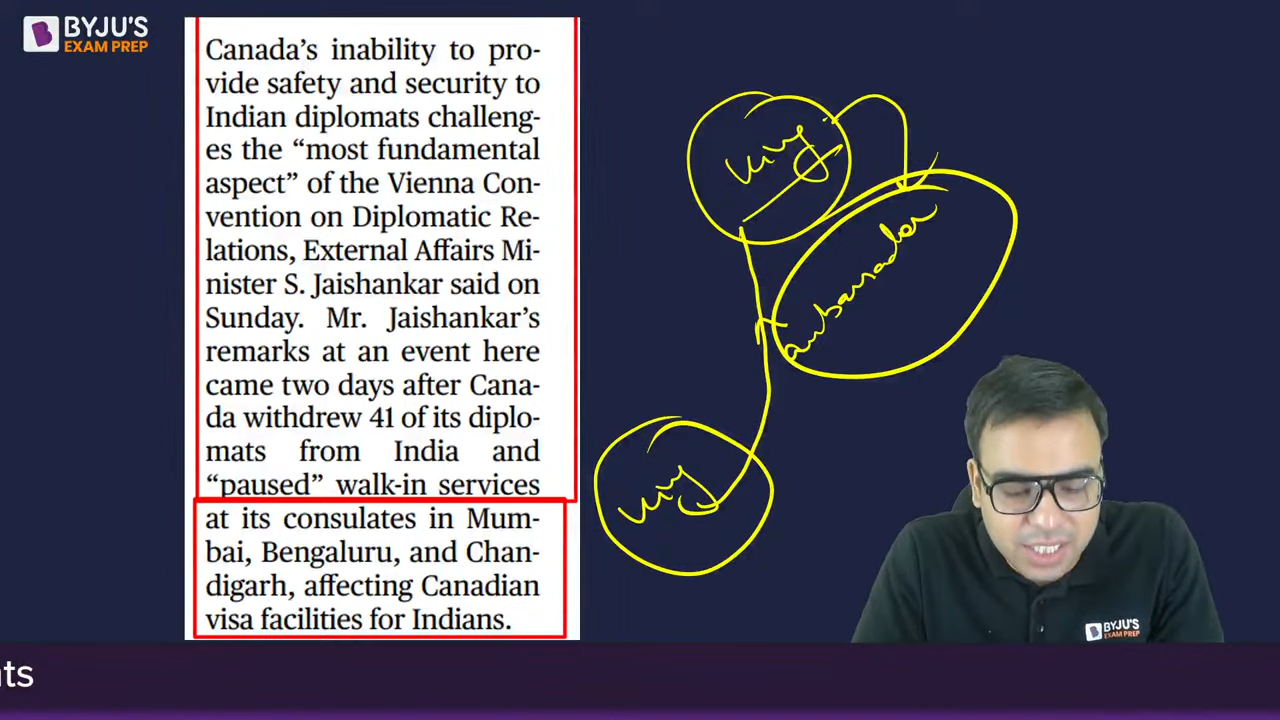 BYJU'S
EXAM PREP
Canada's inability to pro-
vide safety and security to
Indian diplomats challeng-
es the “most fundamental
aspect” of the Vienna Con-
vention on Diplomatic Re-
lations, External Affairs Mi-
nister S. Jaishankar said on
Sunday. Mr. Jaishankar's
remarks at an event here
came two days after Cana-
da withdrew 41 of its diplo-
mats from India and
“paused” walk-in services
at its consulates in Mum-
bai, Bengaluru, and Chan-
digarh, affecting Canadian
visa facilities for Indians.
king
ambassador
king
BYJU'S
EXAM PREP
nts